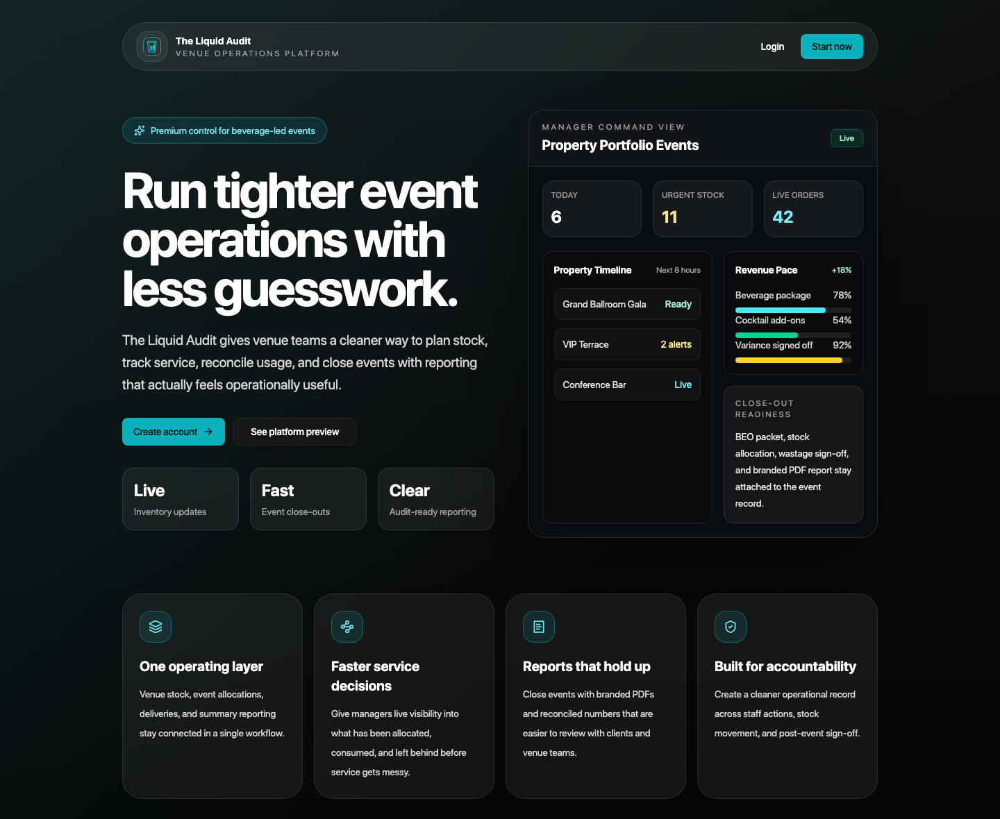 The Liquid Audit
VENUE OPERATIONS PLATFORM
Login
Start now
Premium control for beverage-led events
Run tighter event
operations with
less guesswork.
The Liquid Audit gives venue teams a cleaner way to plan stock,
track service, reconcile usage, and close events with reporting
that actually feels operationally useful.
Create account
See platform preview
Live
Inventory updates
Fast
Event close-outs
Clear
Audit-ready reporting
MANAGER COMMAND VIEW
Property Portfolio Events
Live
TODAY
6
URGENT STOCK
11
LIVE ORDERS
42
Property Timeline
Next 8 hours
Grand Ballroom Gala
Ready
VIP Terrace
2 alerts
Conference Bar
Live
Revenue Pace
+18%
Beverage package
78%
Cocktail add-ons
54%
Variance signed off
92%
CLOSE-OUT
READINESS
BEO packet, stock
allocation, wastage sign-off,
and branded PDF report stay
attached to the event
record.
One operating layer
Venue stock, event allocations,
deliveries, and summary reporting
stay connected in a single workflow.
Faster service
decisions
Give managers live visibility into
what has been allocated,
consumed, and left behind before
service gets messy.
Reports that hold up
Close events with branded PDFs
and reconciled numbers that are
easier to review with clients and
venue teams.
Built for accountability
Create a cleaner operational record
across staff actions, stock
movement, and post-event sign-off.